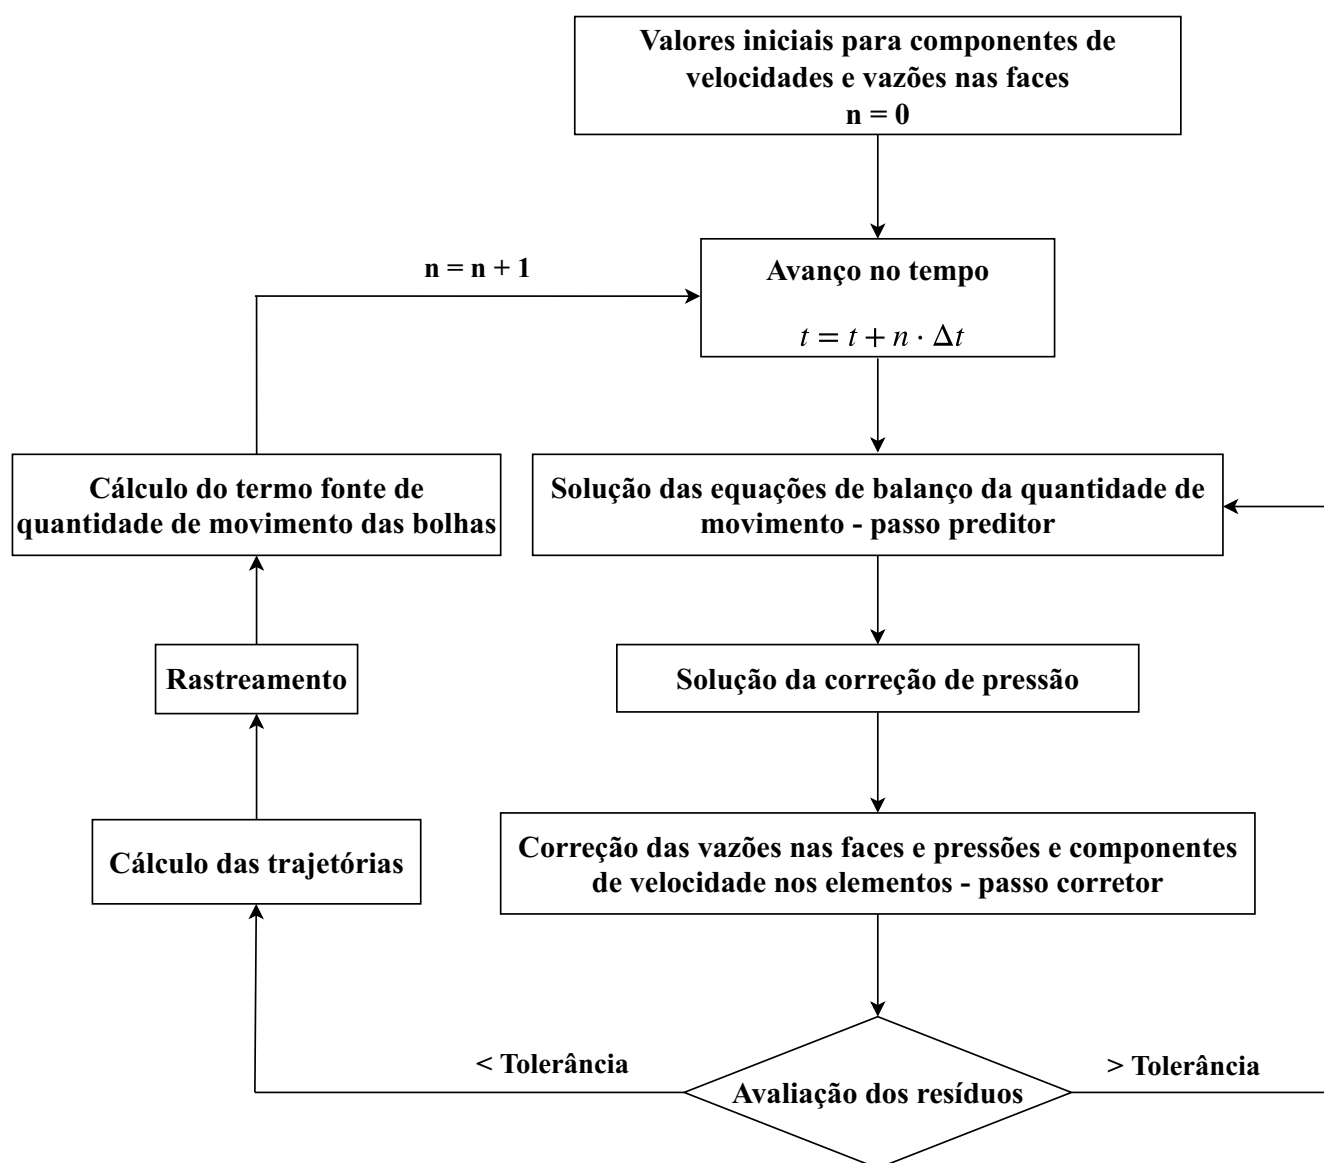 Valores iniciais para componentes de
velocidades e vazões nas faces
n = 0
n = n + 1
Avanço no tempo
t = t + n · Δt
Cálculo do termo fonte de
quantidade de movimento das bolhas
Solução das equações de balanço da quantidade de
movimento - passo preditor
Rastreamento
Solução da correção de pressão
Cálculo das trajetórias
Correção das vazões nas faces e pressões e componentes
de velocidade nos elementos - passo corretor
< Tolerância
> Tolerância
Avaliação dos resíduos